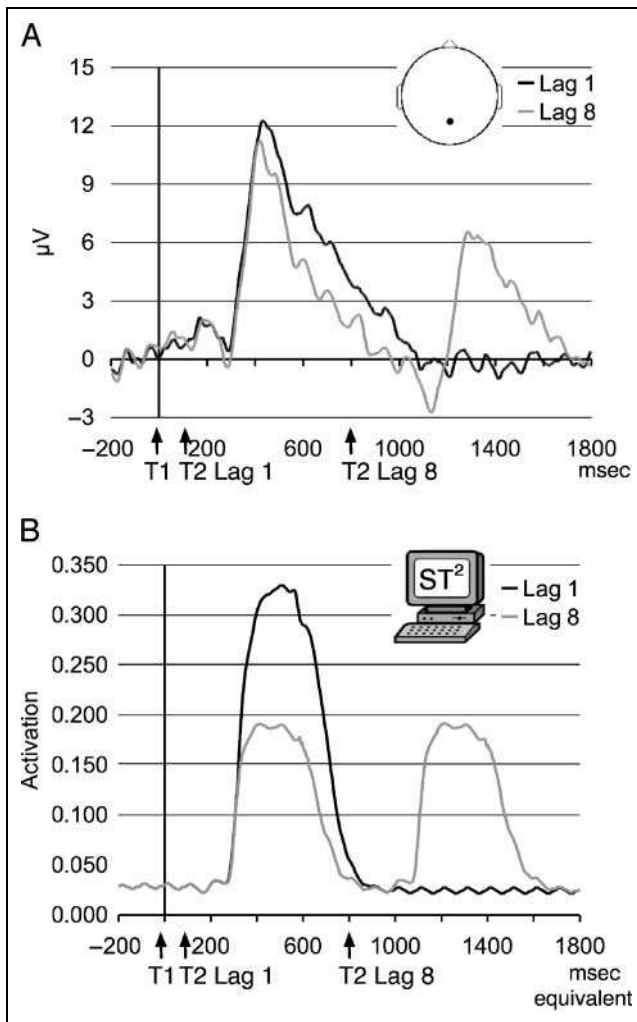 A
15
12
9
6
3
0
−3
μV
Lag 1
Lag 8
−200 200 600 1000 1400 1800
msec
T1 T2 Lag 1 T2 Lag 8
B
0.350
0.300
0.250
0.200
0.150
0.100
0.050
0.000
Activation
ST²
Lag 1
Lag 8
−200 200 600 1000 1400 1800
T1 T2 Lag 1 T2 Lag 8 msec
equivalent